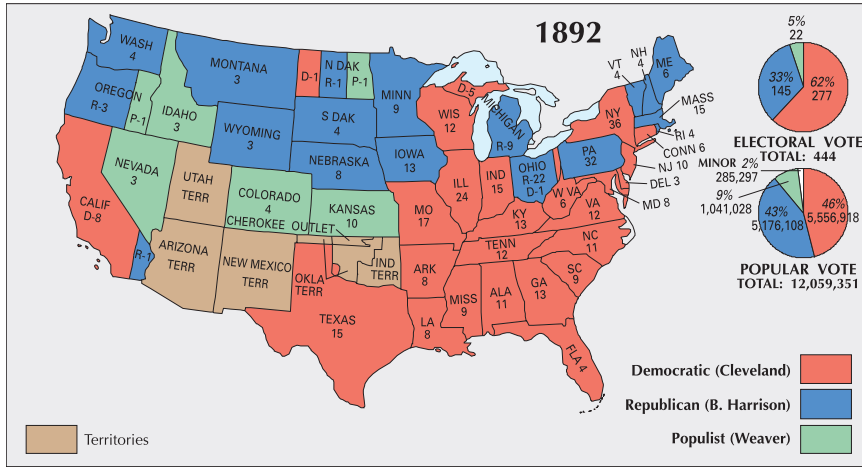 1892
WASH
4
OREGON
R-3
P-1
CALIF
D-8
R-1
NEVADA
3
IDAHO
3
MONTANA
3
WYOMING
3
UTAH
TERR
ARIZONA
TERR
COLORADO
4
NEW MEXICO
TERR
D-1
N DAK
R-1
P-1
S DAK
4
NEBRASKA
8
KANSAS
10
CHEROKEE OUTLET
OKLA
TERR
IND
TERR
TEXAS
15
MINN
9
IOWA
13
MO
17
ARK
8
LA
8
WIS
12
ILL
24
D-5
MICHIGAN
R-9
IND
15
OHIO
R-22
D-1
KY
13
TENN
12
MISS
9
ALA
11
GA
13
FLA 4
SC
9
NC
11
VA
12
W VA
6
PA
32
NY
36
VT
4
NH
4
ME
6
MASS
15
RI 4
CONN 6
NJ 10
DEL 3
MD 8
5%
22
33%
145
62%
277
ELECTORAL VOTE
TOTAL: 444
MINOR 2%
285,297
9%
1,041,028
43%
5,176,108
46%
5,556,918
POPULAR VOTE
TOTAL: 12,059,351
Democratic (Cleveland)
Republican (B. Harrison)
Populist (Weaver)
Territories